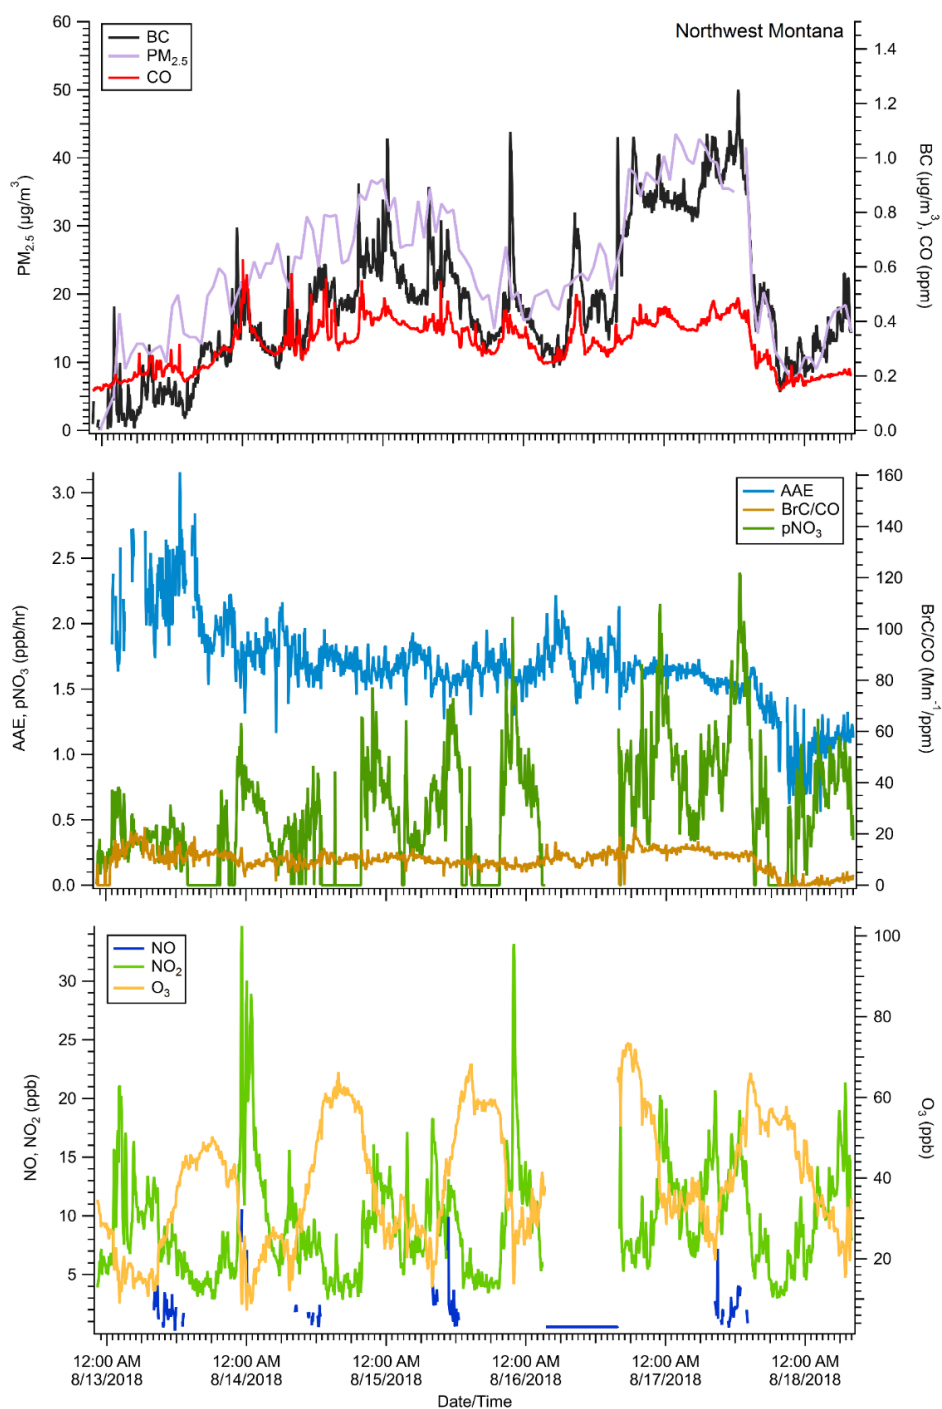 Northwest Montana
BC
PM2.5
CO
60
50
40
30
20
10
0
PM2.5 (µg/m3)
1.4
1.2
1.0
0.8
0.6
0.4
0.2
0.0
BC (µg/m3), CO (ppm)
AAE
BrC/CO
pNO3
3.0
2.5
2.0
1.5
1.0
0.5
0.0
AAE, pNO3 (ppb/hr)
160
140
120
100
80
60
40
20
0
BrC/CO (Mm-1/ppm)
NO
NO2
O3
30
25
20
15
10
5
NO, NO2 (ppb)
100
80
60
40
20
O3 (ppb)
12:00 AM 12:00 AM 12:00 AM 12:00 AM 12:00 AM 12:00 AM
8/13/2018 8/14/2018 8/15/2018 8/16/2018 8/17/2018 8/18/2018
Date/Time